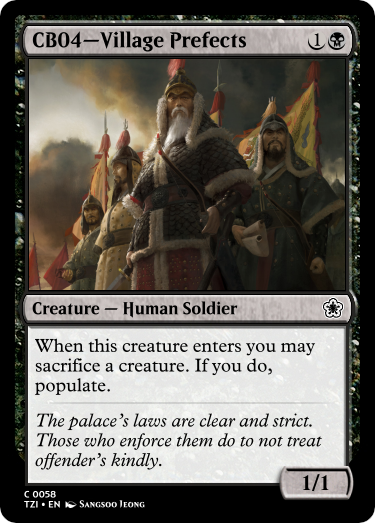 CB04—Village Prefects 1
Creature — Human Soldier
When this creature enters you may
sacrifice a creature. If you do,
populate.
The palace's laws are clear and strict.
Those who enforce them do to not treat
offender's kindly.
1/1
C 0058
TZI • EN Sangsoo Jeong